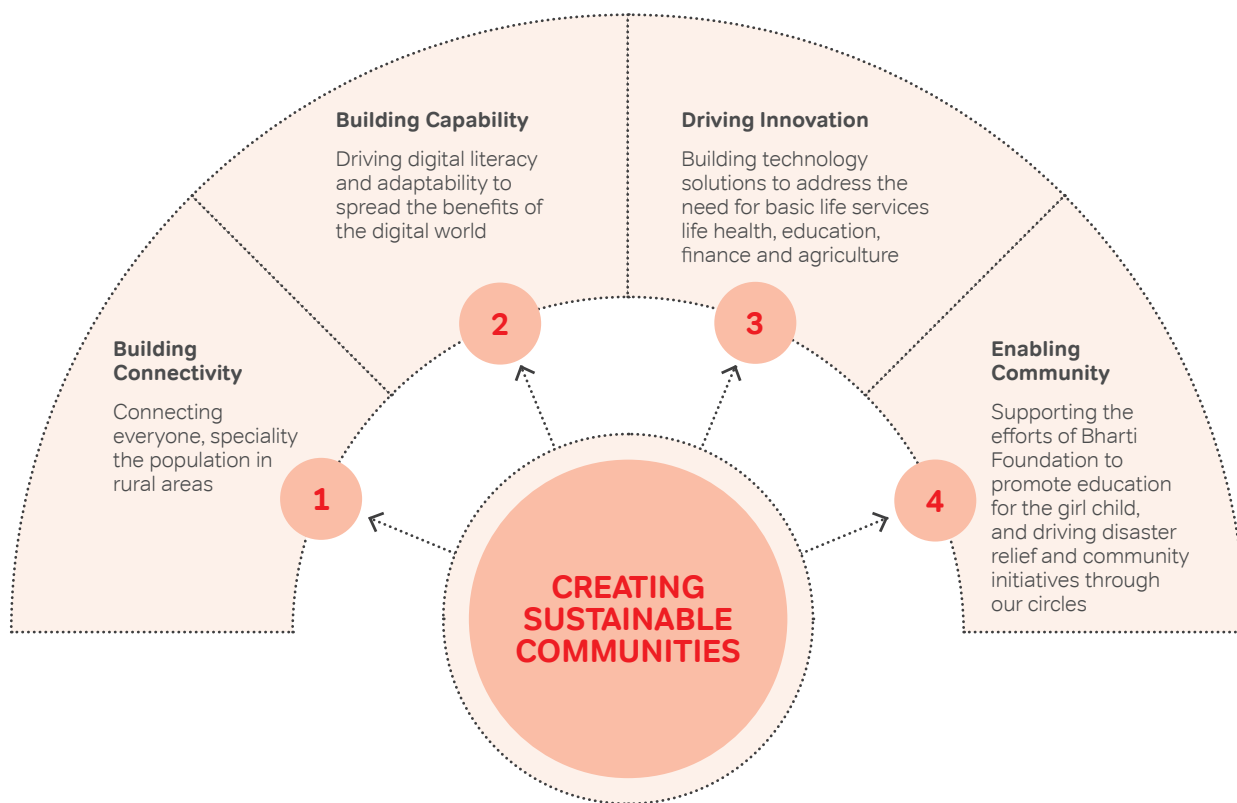 Building Connectivity
Connecting
everyone, speciality
the population in
rural areas
1
Building Capability
Driving digital literacy
and adaptability to
spread the benefits of
the digital world
2
Driving Innovation
Building technology
solutions to address the
need for basic life services
life health, education,
finance and agriculture
3
Enabling
Community
Supporting the
efforts of Bharti
Foundation to
promote education
for the girl child,
and driving disaster
relief and community
initiatives through
our circles
4
CREATING
SUSTAINABLE
COMMUNITIES